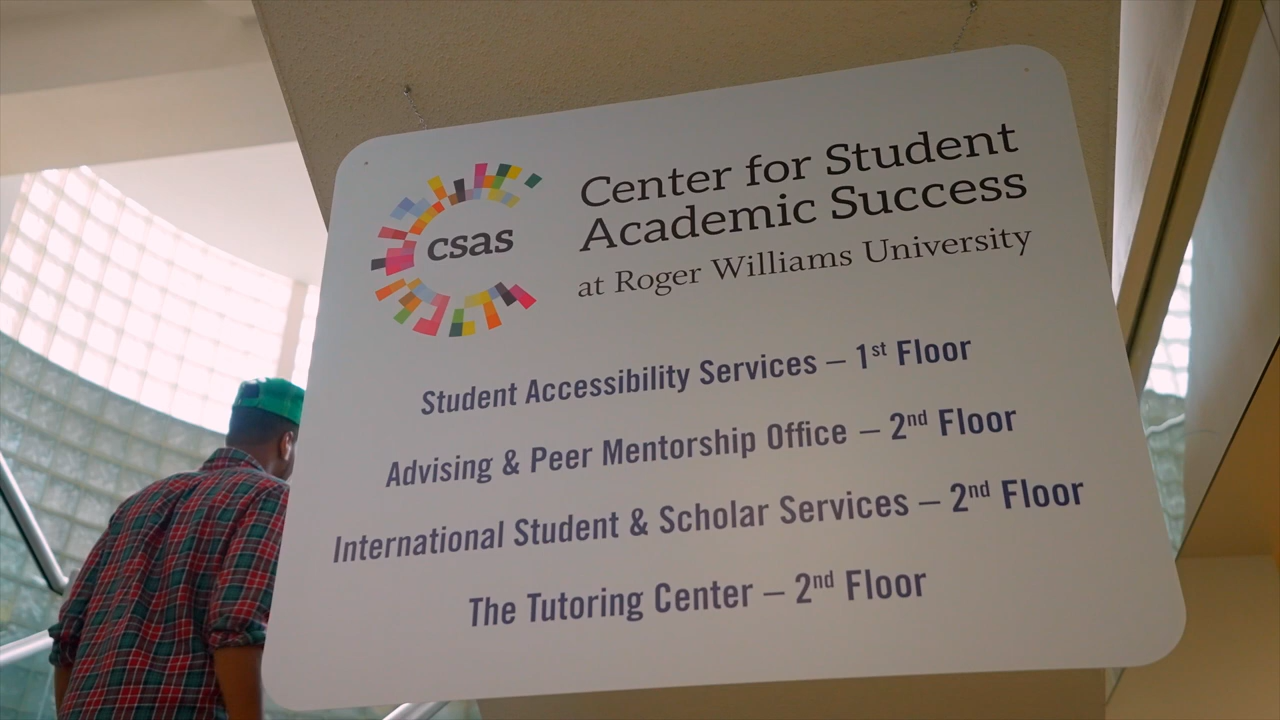 csas
Center for Student
Academic Success
at Roger Williams University
Student Accessibility Services – 1st Floor
Advising & Peer Mentorship Office – 2nd Floor
International Student & Scholar Services – 2nd Floor
The Tutoring Center – 2nd Floor